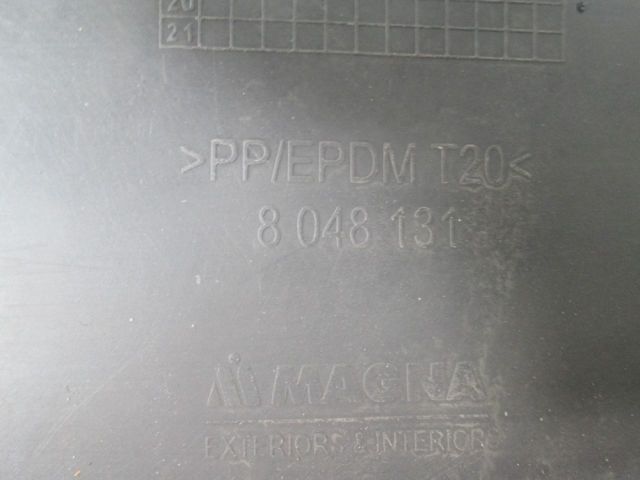 20
21
>PP/EPDM T20<
8 048 131
MAGNA
EXTERIORS & INTERIORS